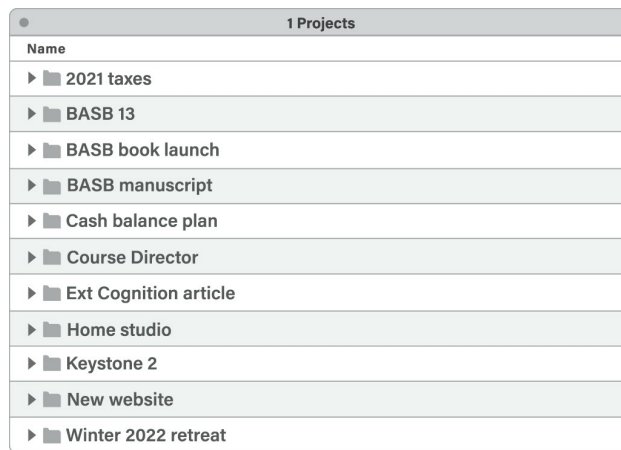 1 Projects
Name
2021 taxes
BASB 13
BASB book launch
BASB manuscript
Cash balance plan
Course Director
Ext Cognition article
Home studio
Keystone 2
New website
Winter 2022 retreat